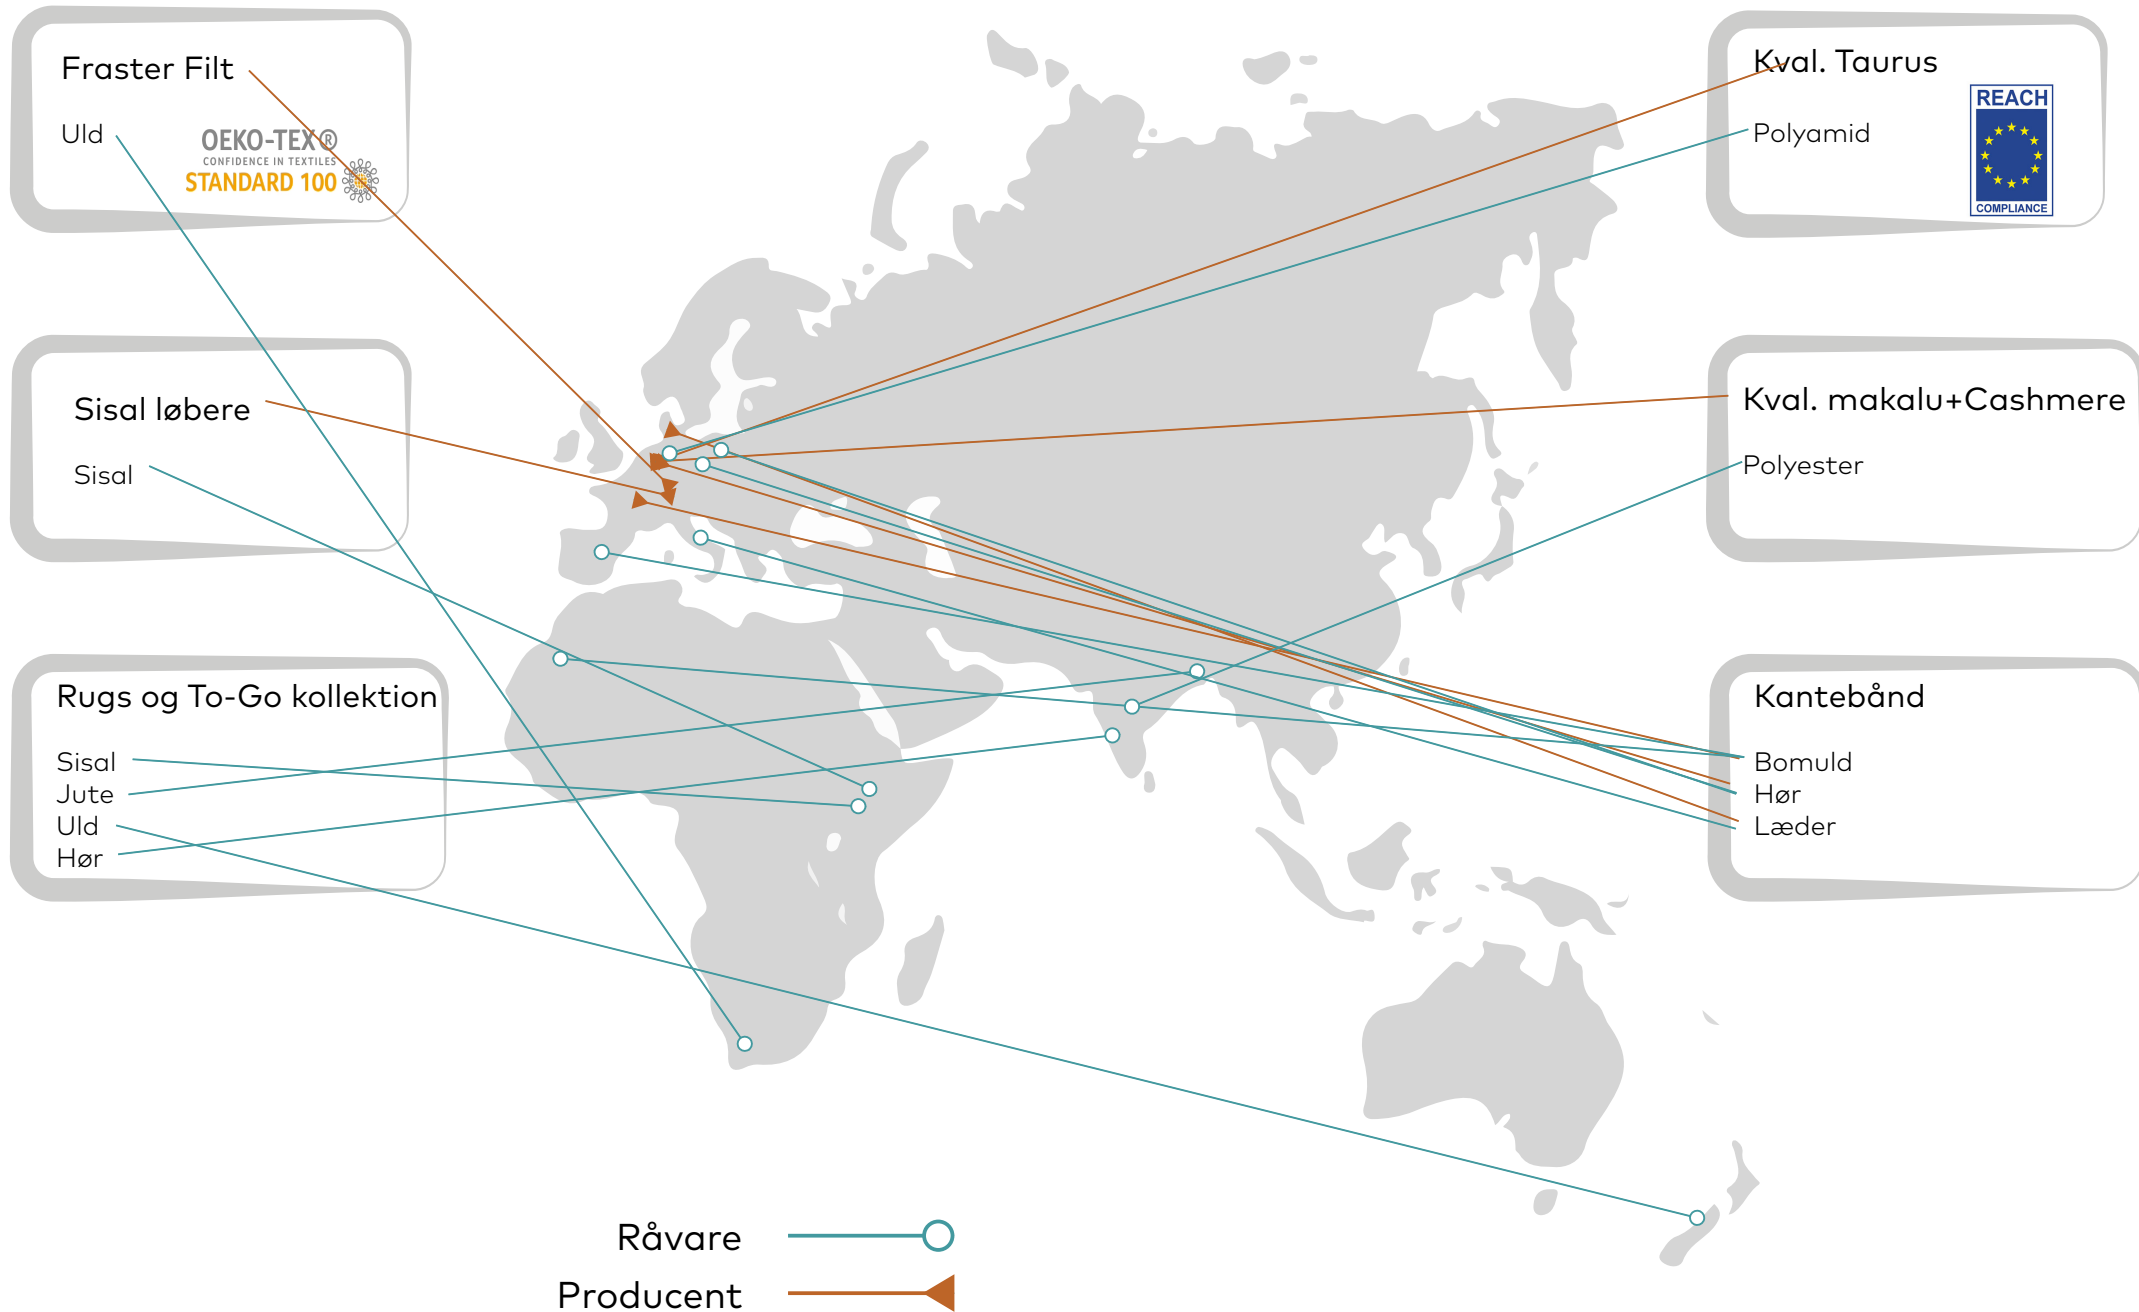 Fraster Filt
Uld
OEKO-TEX®
CONFIDENCE IN TEXTILES
STANDARD 100
Sisal løbere
Sisal
Rugs og To-Go kollektion
Sisal
Jute
Uld
Hør
Kval. Taurus
Polyamid
REACH
COMPLIANCE
Kval. makalu+Cashmere
Polyester
Kantebånd
Bomuld
Hør
Læder
Råvare
Producent